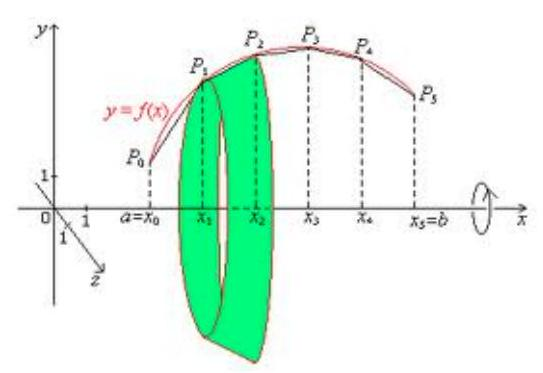 y
P₀
P₁
P₂
P₃
P₄
P₅
y = f(x)
1
0
1
a=x₀
x₁
x₂
x₃
x₄
x₅=b
x
1
z